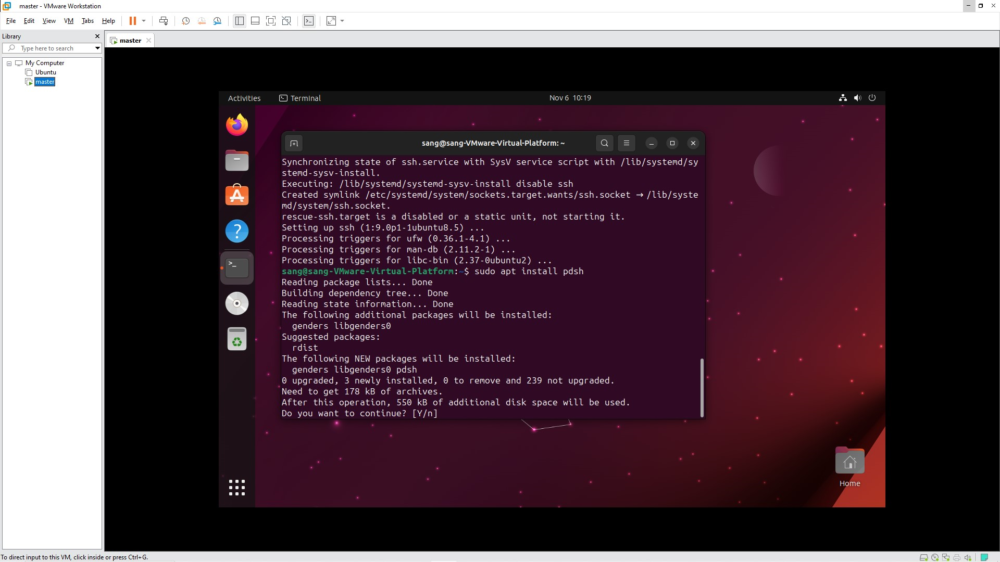 master - VMware Workstation
File Edit View VM Tabs Help
Library
master
Type here to search
My Computer
Ubuntu
master
Activities Terminal Nov 6 10:19
sang@sang-VMware-Virtual-Platform: ~
Synchronizing state of ssh.service with SysV service script with /lib/systemd/sy
stemd-sysv-install.
Executing: /lib/systemd/systemd-sysv-install disable ssh
Created symlink /etc/systemd/system/sockets.target.wants/ssh.socket → /lib/syste
md/system/ssh.socket.
rescue-ssh.target is a disabled or a static unit, not starting it.
Setting up ssh (1:9.0p1-1ubuntu8.5) ...
Processing triggers for ufw (0.36.1-4.1) ...
Processing triggers for man-db (2.11.2-1) ...
Processing triggers for libc-bin (2.37-0ubuntu2) ...
sang@sang-VMware-Virtual-Platform:~$ sudo apt install pdsh
Reading package lists... Done
Building dependency tree... Done
Reading state information... Done
The following additional packages will be installed:
  genders libgenders0
Suggested packages:
  rdist
The following NEW packages will be installed:
  genders libgenders0 pdsh
0 upgraded, 3 newly installed, 0 to remove and 239 not upgraded.
Need to get 178 kB of archives.
After this operation, 550 kB of additional disk space will be used.
Do you want to continue? [Y/n]
Home
To direct input to this VM, click inside or press Ctrl+G.